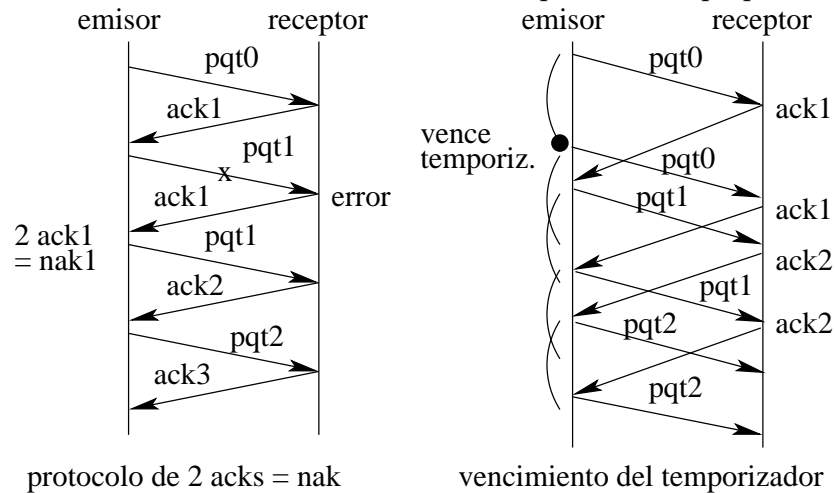 emisor receptor
pqt0
ack1
pqt1
x
ack1
error
2 ack1
= nak1
pqt1
ack2
pqt2
ack3
protocolo de 2 acks = nak
emisor receptor
pqt0
ack1
vence
temporiz.
pqt0
pqt1
ack1
ack2
pqt1
pqt2
ack2
pqt2
vencimiento del temporizador